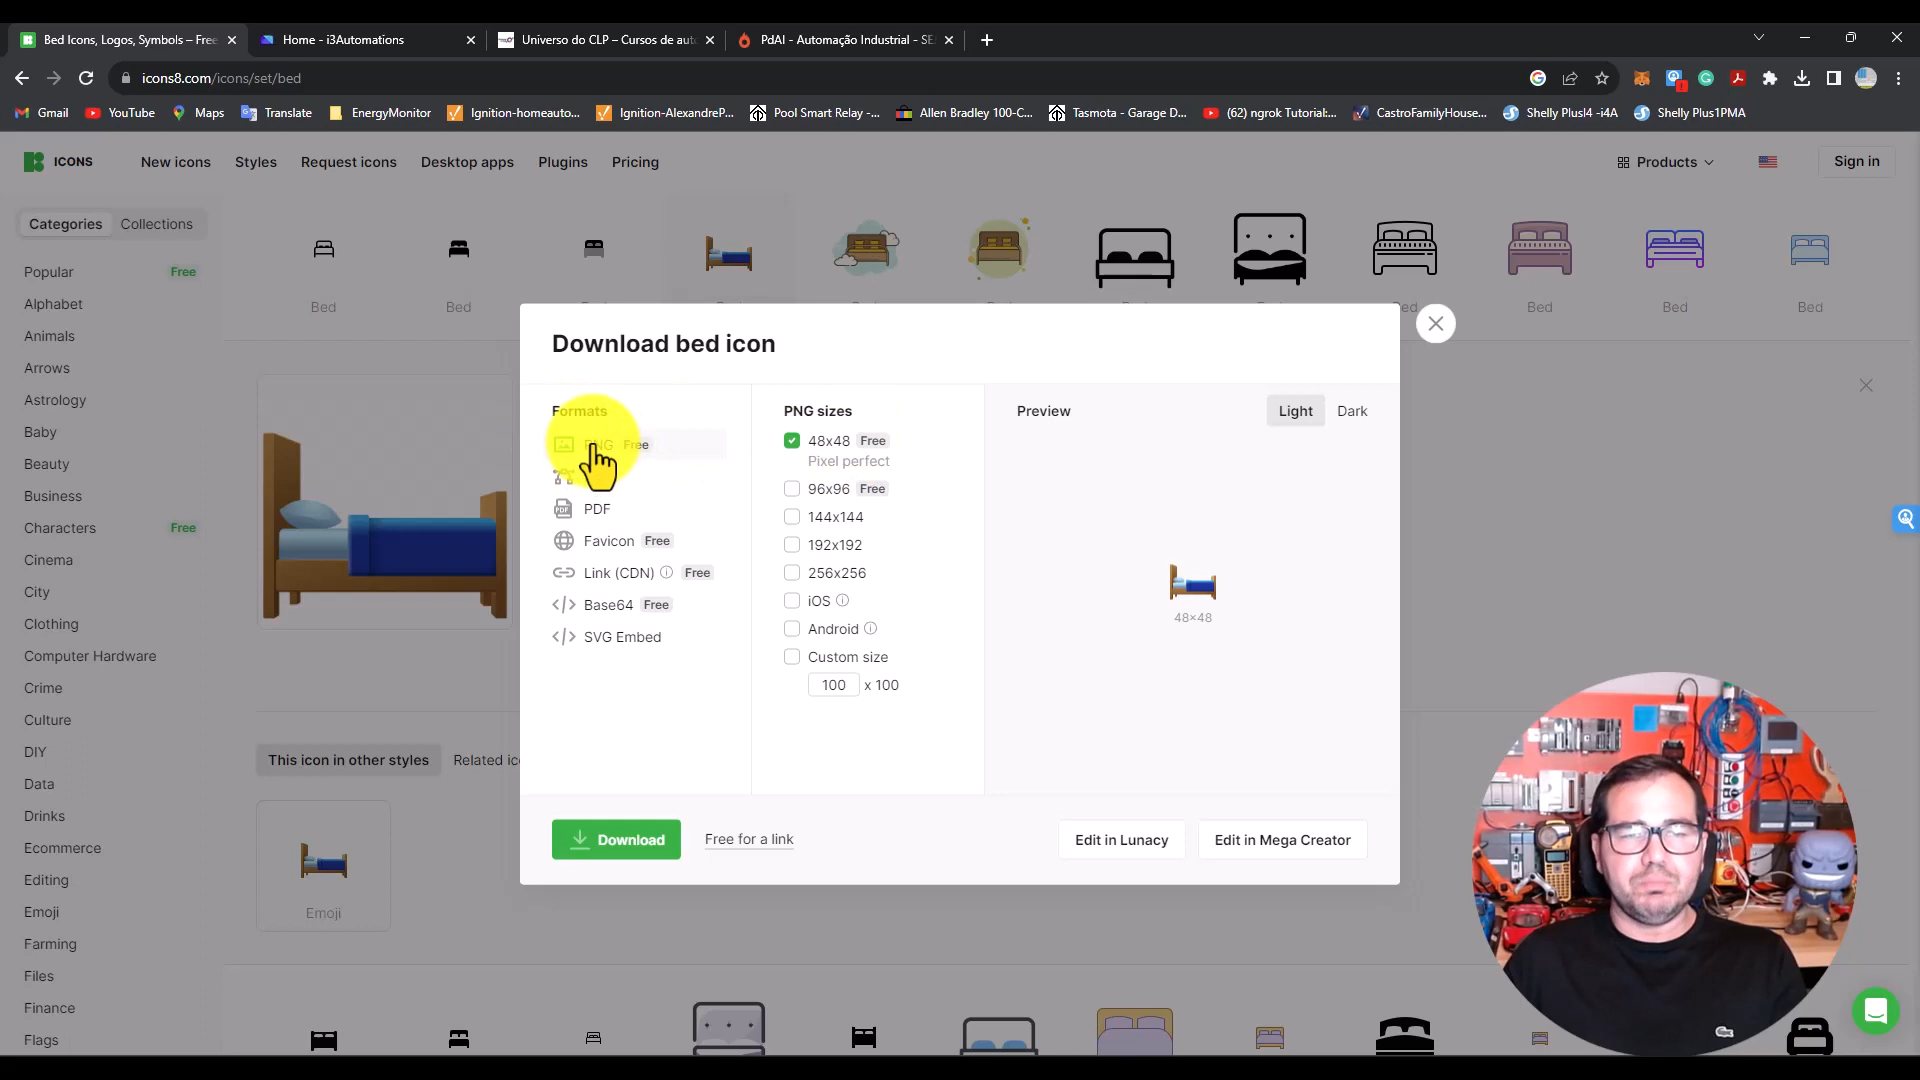 Bed Icons, Logos, Symbols – Free
Home - i3Automations
Universo do CLP – Cursos de auto
PdAI - Automação Industrial - SE
icons8.com/icons/set/bed
Gmail
YouTube
Maps
Translate
EnergyMonitor
Ignition-homeauto...
Ignition-AlexandreP...
Pool Smart Relay -...
Allen Bradley 100-C...
Tasmota - Garage D...
(62) ngrok Tutorial:...
CastroFamilyHouse...
Shelly Plusl4 -i4A
Shelly Plus1PMA
ICONS
New icons
Styles
Request icons
Desktop apps
Plugins
Pricing
Products
Sign in
Categories
Collections
Popular Free
Alphabet
Animals
Arrows
Astrology
Baby
Beauty
Business
Characters Free
Cinema
City
Clothing
Computer Hardware
Crime
Culture
DIY
Data
Drinks
Ecommerce
Editing
Emoji
Farming
Files
Finance
Flags
Bed
Bed
Bed
Bed
Bed
Download bed icon
Formats
PNG Free
PDF
Favicon Free
Link (CDN) Free
Base64 Free
SVG Embed
PNG sizes
48x48 Free
Pixel perfect
96x96 Free
144x144
192x192
256x256
iOS
Android
Custom size
100 x 100
Preview
Light
Dark
48×48
Download
Free for a link
Edit in Lunacy
Edit in Mega Creator
This icon in other styles
Related
Emoji